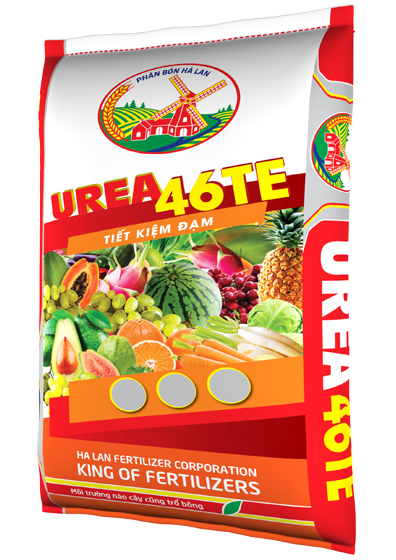 PHÂN BÓN HÀ LAN
UREA 46TE
TIẾT KIỆM ĐẠM
HA LAN FERTILIZER CORPORATION
KING OF FERTILIZERS
Môi trường nào cây cũng trổ bông
UREA 46TE